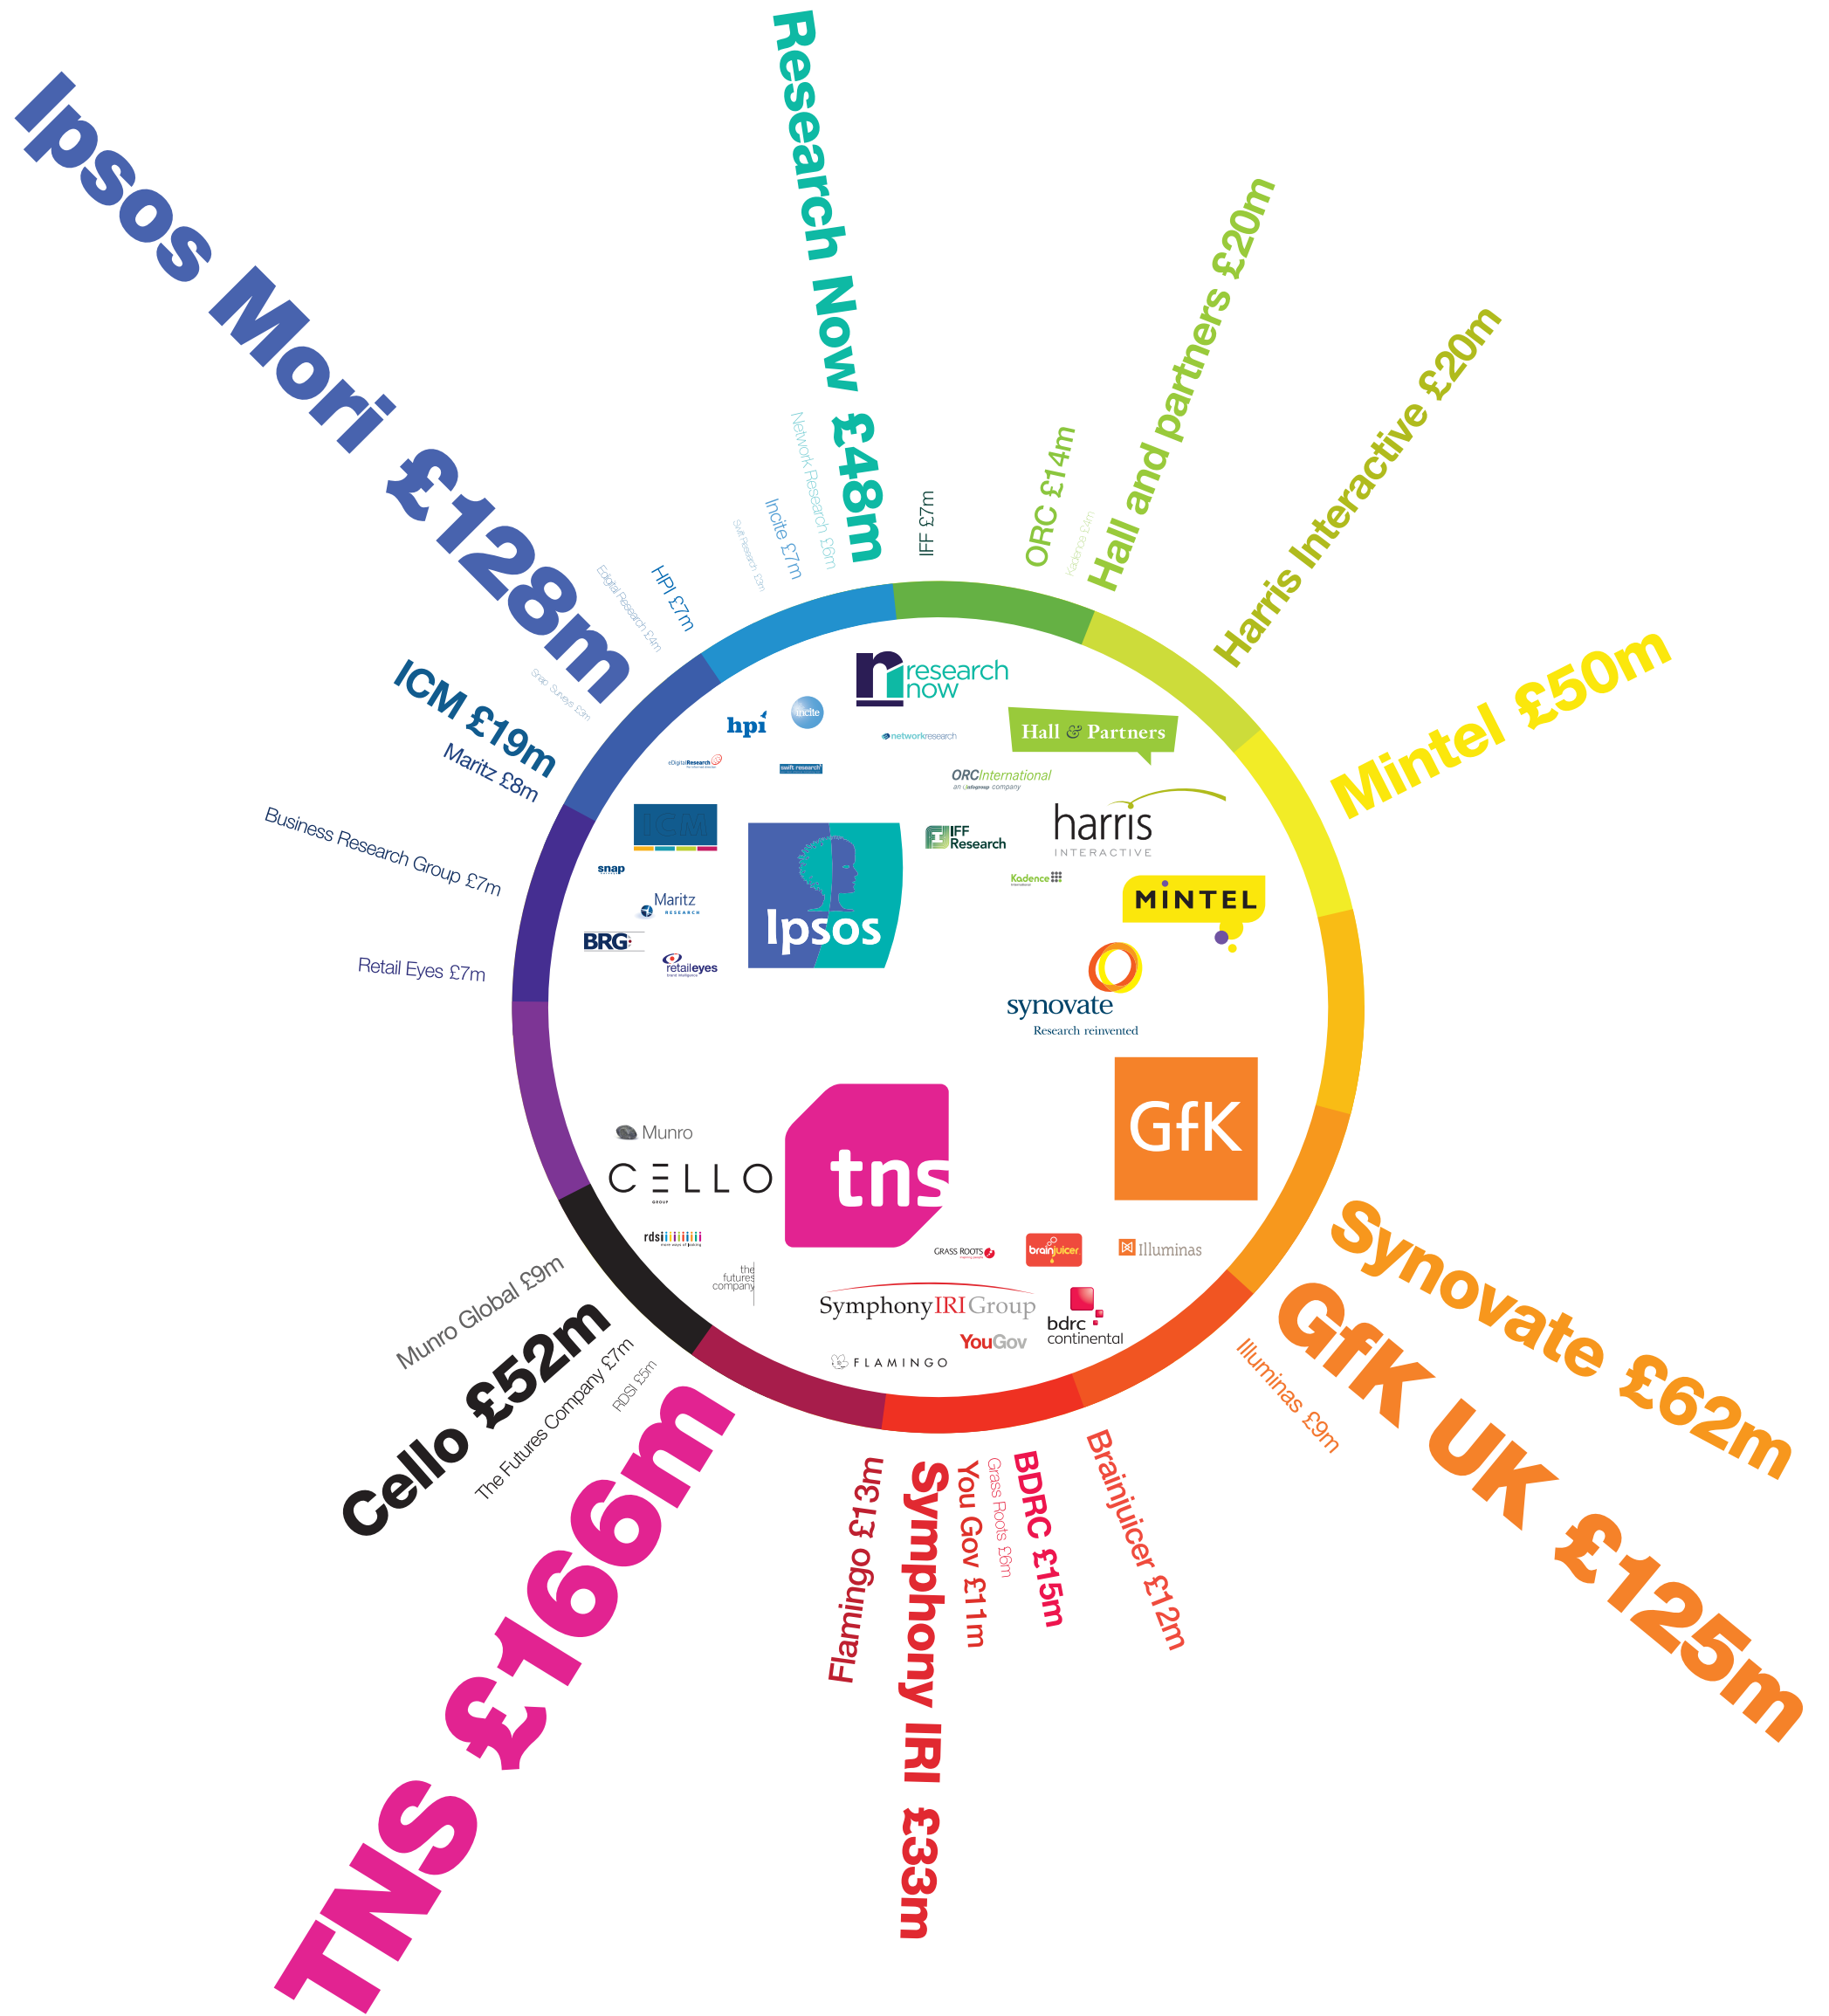 Research Now £48m
IFF £7m
ORC £14m
Kadence £4m
Hall and partners £20m
Harris Interactive £20m
Mintel £50m
Synovate £62m
GfK UK £125m
Illuminas £9m
Brainjuicer £12m
BDRC £15m
Grass Roots £6m
You Gov £11m
Symphony IRI £33m
Flamingo £13m
TNS £166m
RDSI £5m
The Futures Company £7m
Cello £52m
Munro Global £9m
Retail Eyes £7m
Business Research Group £7m
Maritz £8m
ICM £19m
Snap Surveys £3m
Ipsos Mori £128m
Edigital Research £4m
HPI £7m
Swift Research £3m
Incite £7m
Network Research £6m
research
now
hpi
incite
networkresearch
Hall & Partners
eDigitalResearch
swift research
ORCInternational
an infogroup company
ICM
IFF
Research
harris
INTERACTIVE
snap
Kadence
International
MiNTEL
Maritz
RESEARCH
Ipsos
BRG
retaileyes
synovate
Research reinvented
GfK
Munro
CELLO
GROUP
tns
rdsi
GRASS ROOTS
brainjuicer
Illuminas
the
futures
company
SymphonyIRIGroup
bdrc
continental
YouGov
FLAMINGO